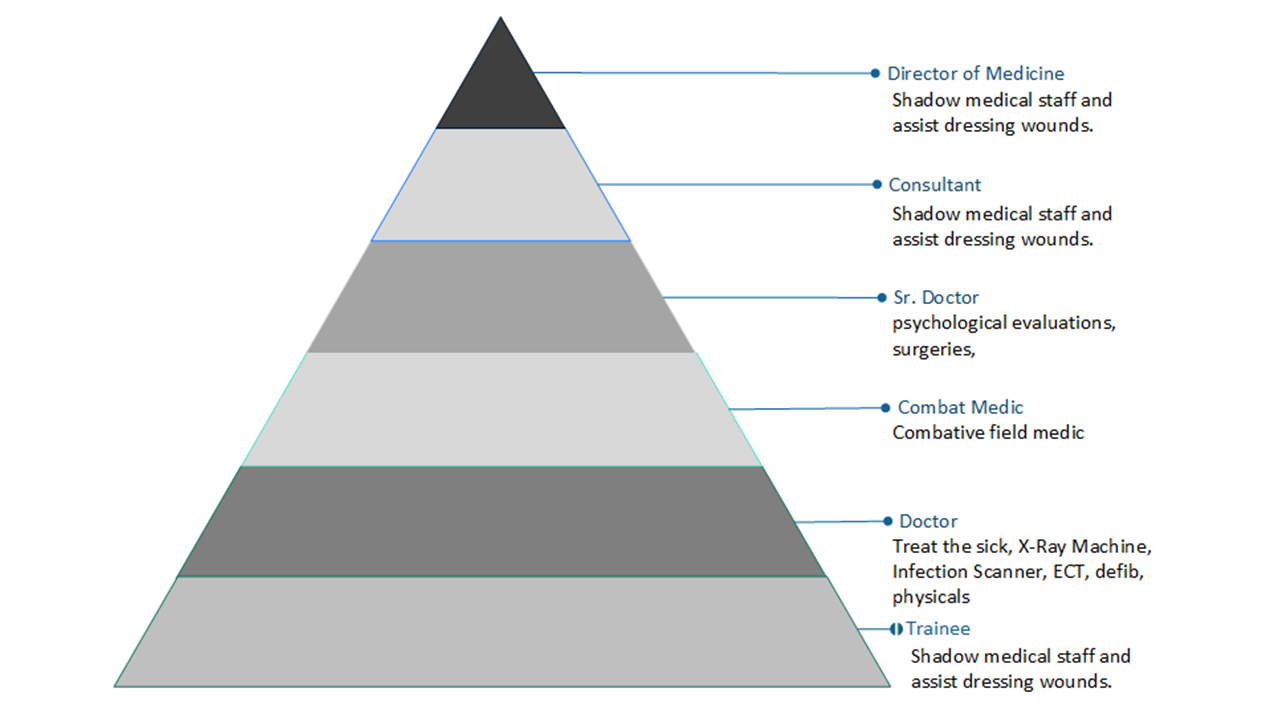 Director of Medicine
Shadow medical staff and
assist dressing wounds.
Consultant
Shadow medical staff and
assist dressing wounds.
Sr. Doctor
psychological evaluations,
surgeries,
Combat Medic
Combative field medic
Doctor
Treat the sick, X-Ray Machine,
Infection Scanner, ECT, defib,
physicals
Trainee
Shadow medical staff and
assist dressing wounds.